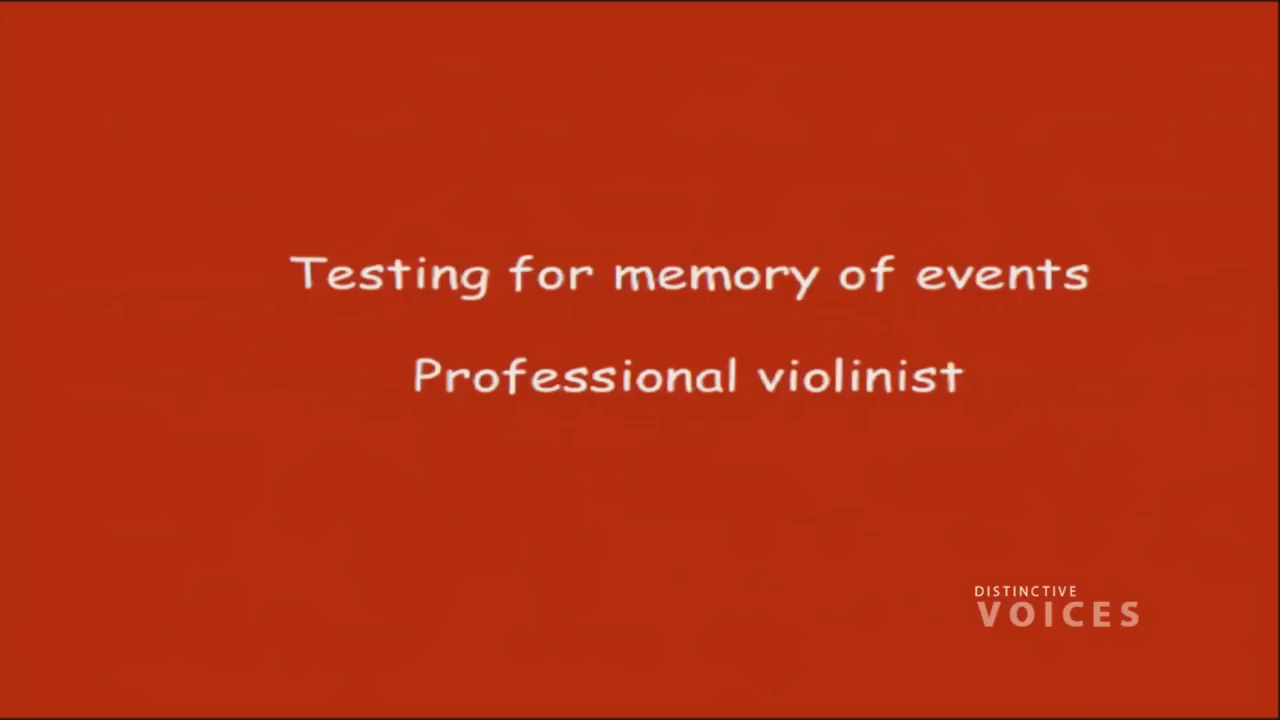 Testing for memory of events
Professional violinist
DISTINCTIVE
VOICES